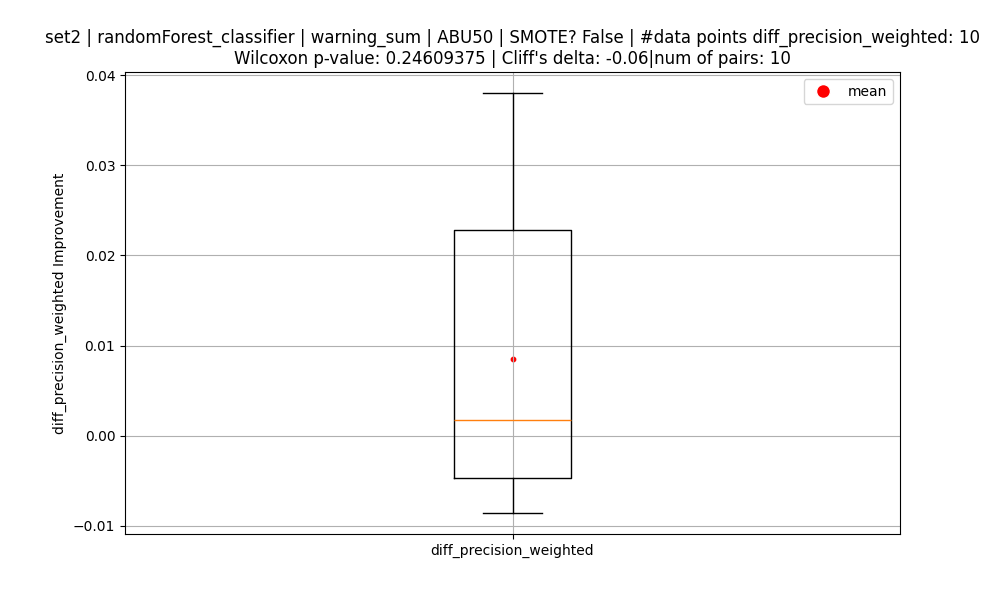 set2 | randomForest_classifier | warning_sum | ABU50 | SMOTE? False | #data points diff_precision_weighted: 10
Wilcoxon p-value: 0.24609375 | Cliff's delta: -0.06|num of pairs: 10
mean
0.04
0.03
0.02
0.01
0.00
−0.01
diff_precision_weighted Improvement
diff_precision_weighted